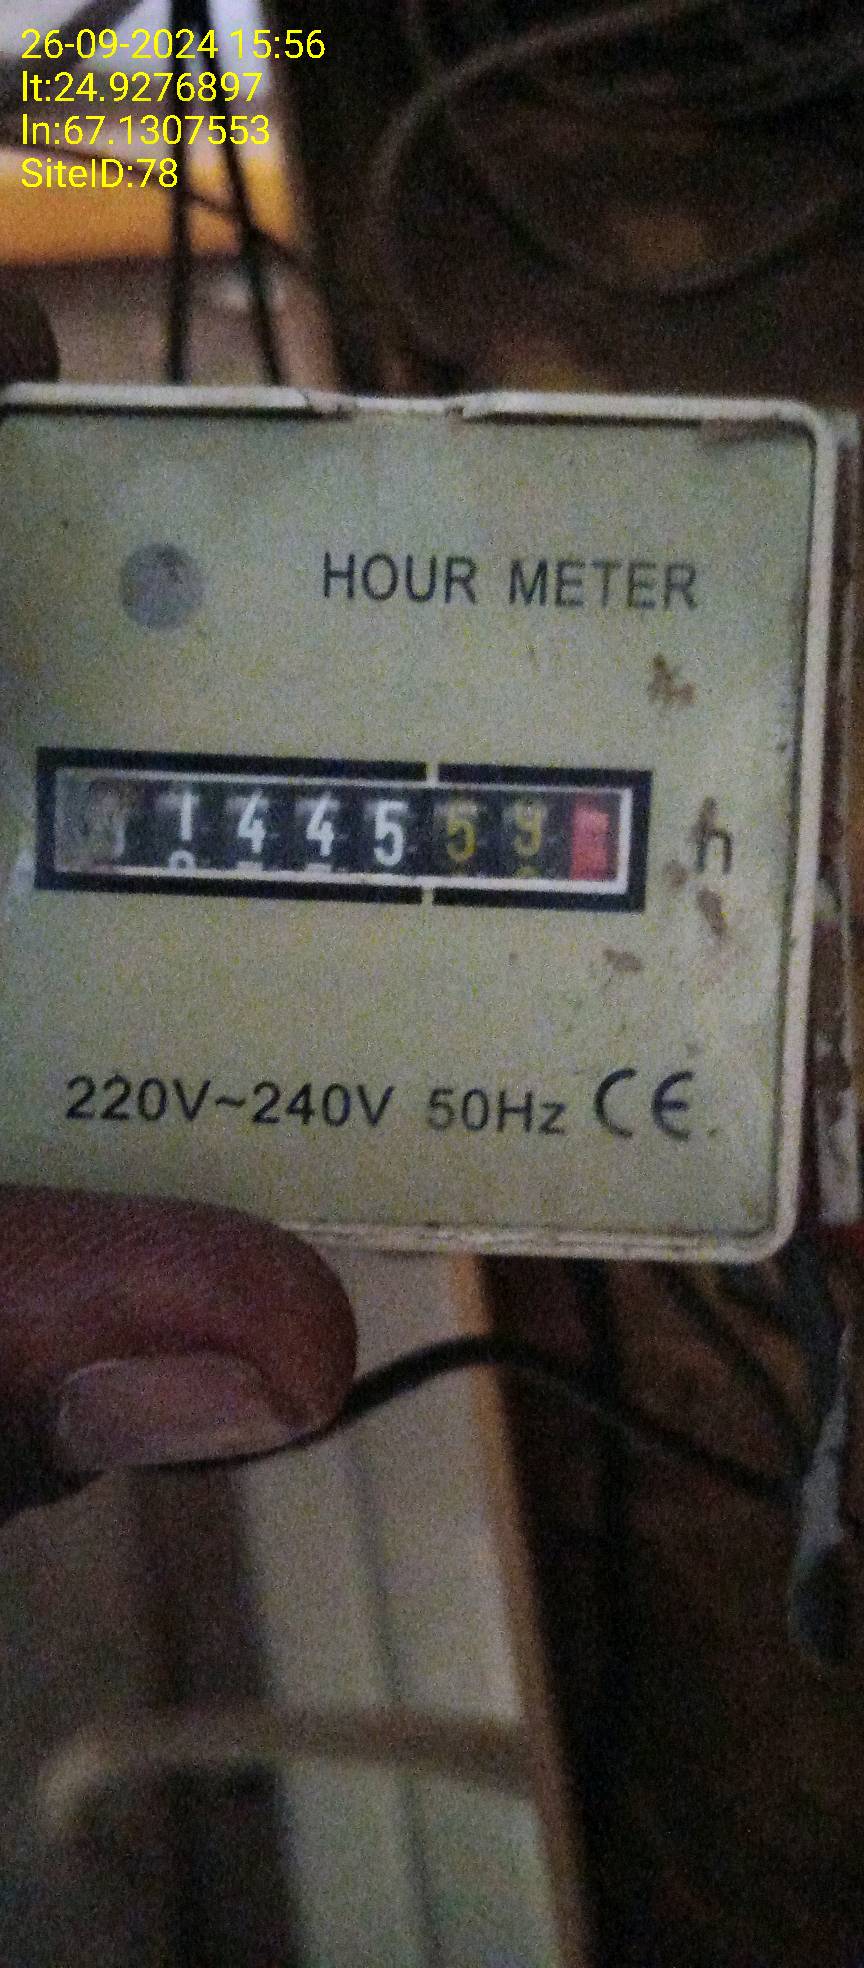 26-09-2024 15:56
lt:24.9276897
ln:67.1307553
SiteID:78
HOUR METER
144559
h
220V~240V 50Hz CE